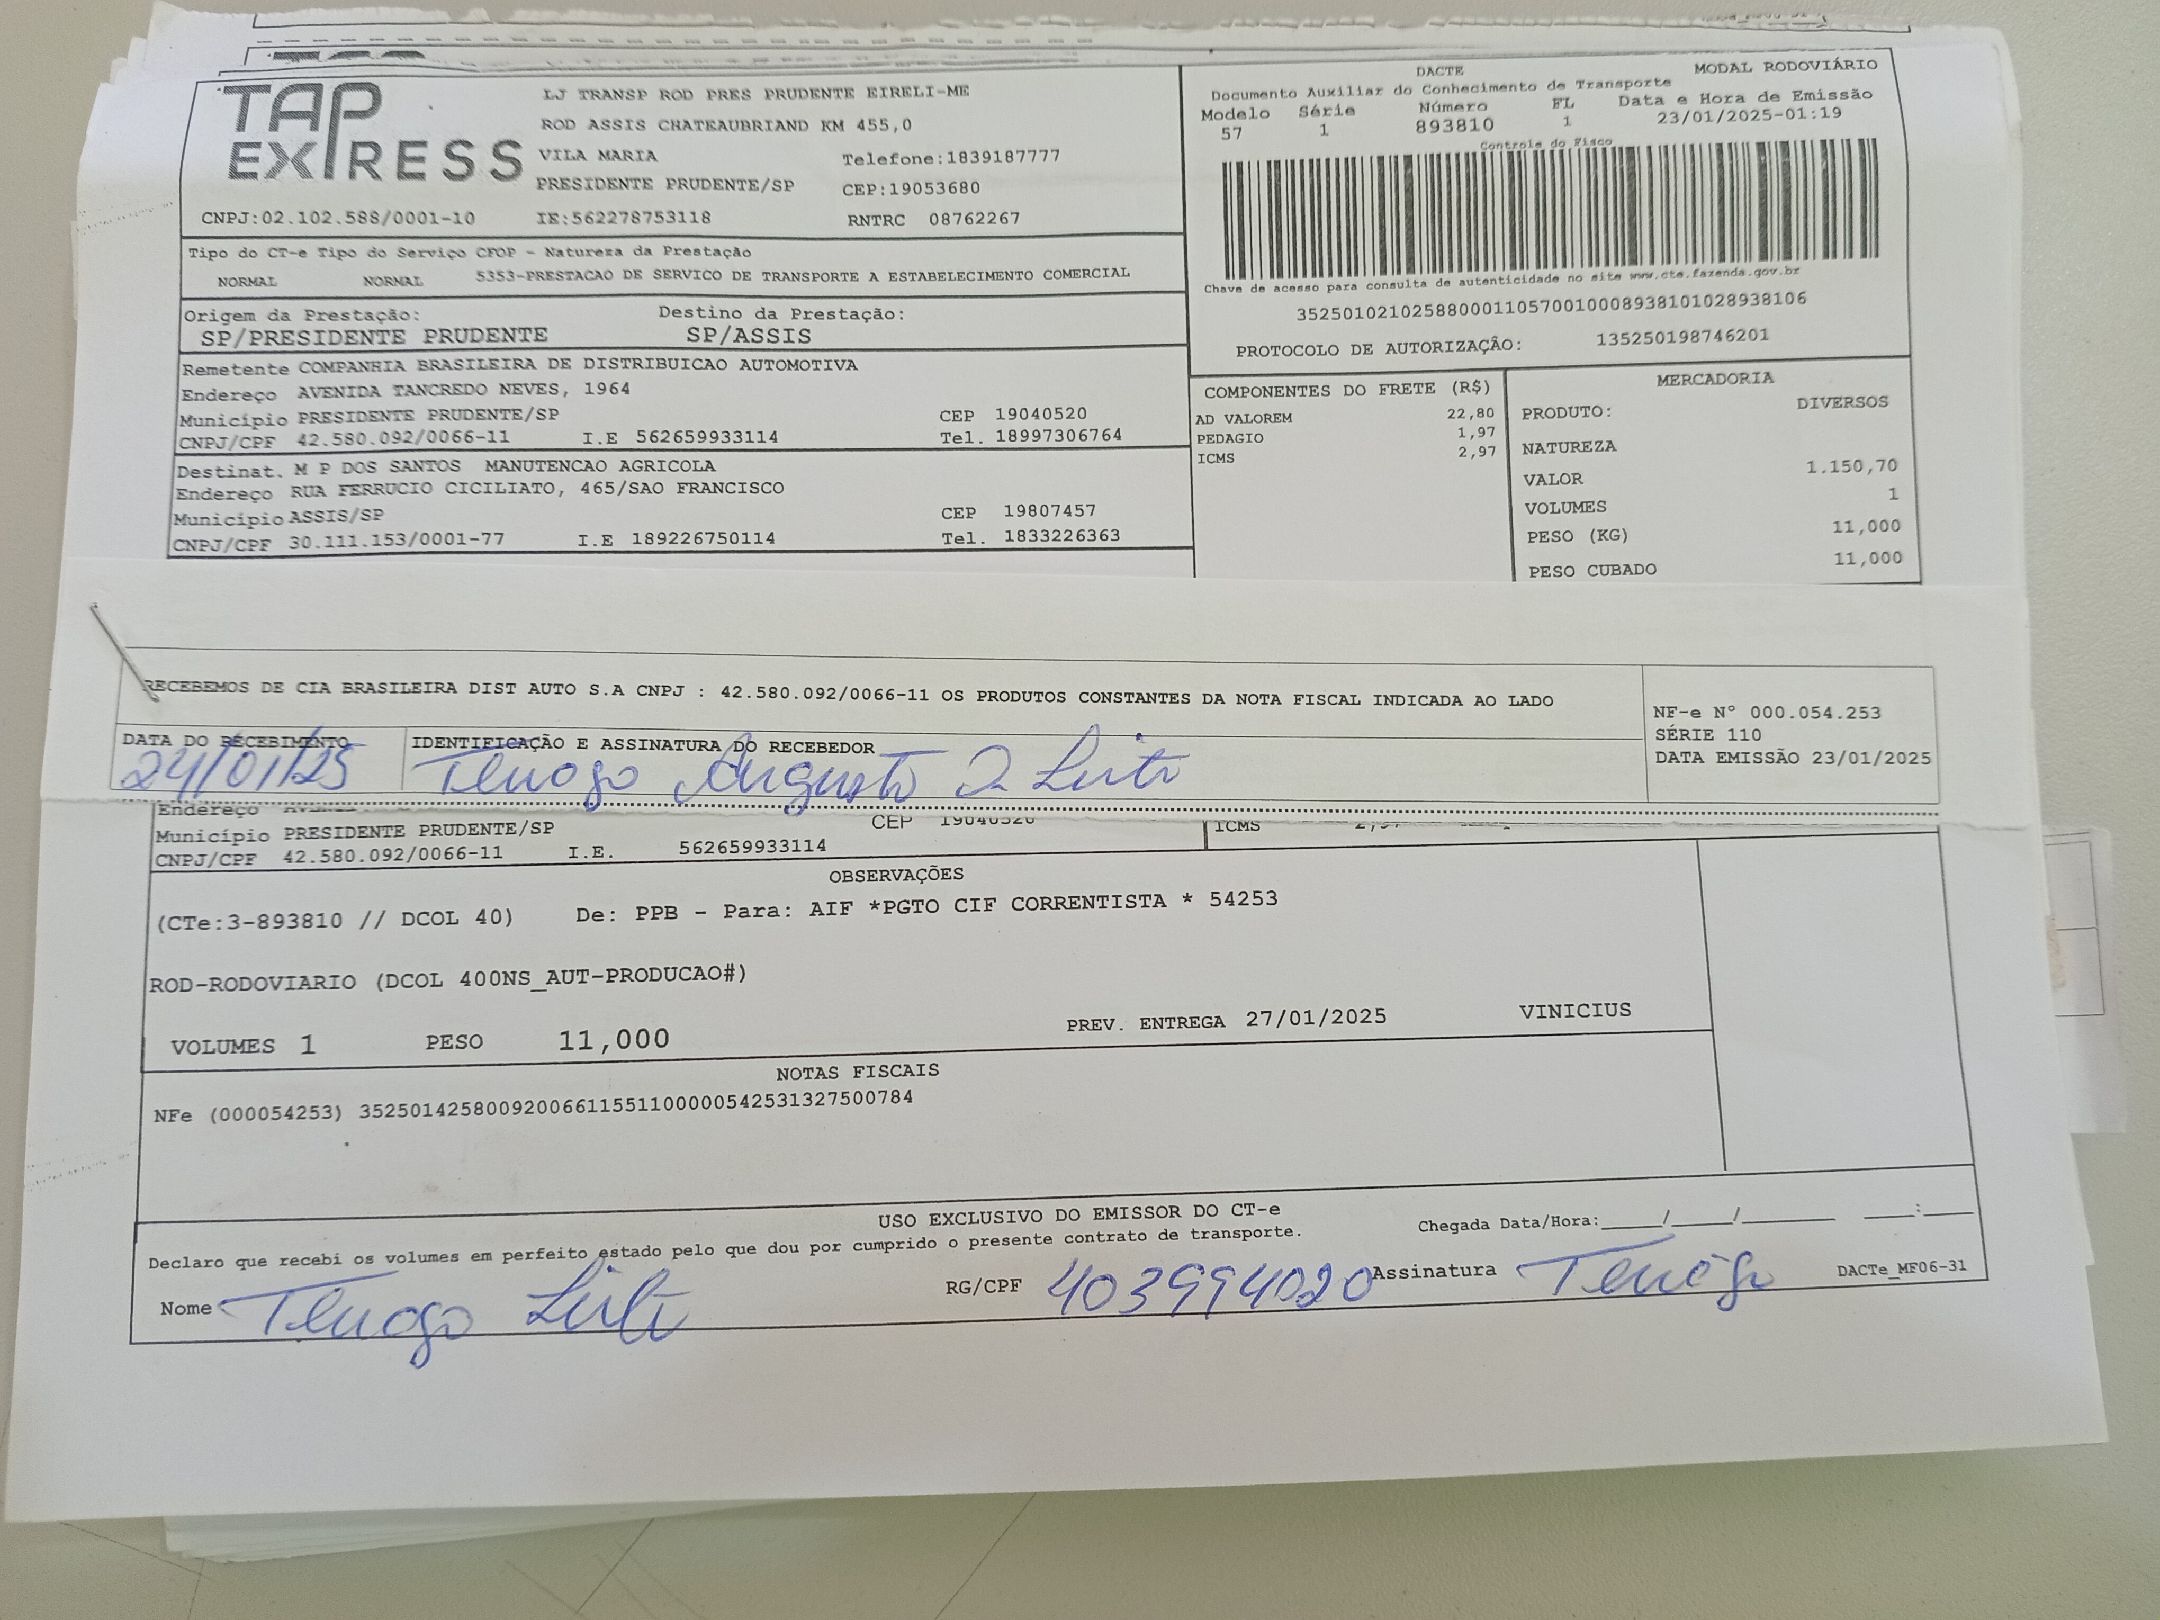 TAP EXPRESS
LJ TRANSP ROD PRES PRUDENTE EIRELI-ME
ROD ASSIS CHATEAUBRIAND KM 455,0
VILA MARIA Telefone:1839187777
PRESIDENTE PRUDENTE/SP CEP:19053680
CNPJ:02.102.588/0001-10 IE:562278753118 RNTRC 08762267
DACTE MODAL RODOVIÁRIO
Documento Auxiliar do Conhecimento de Transporte
Modelo Série Número FL Data e Hora de Emissão
57 1 893810 1 23/01/2025-01:19
Controle do Fisco
Chave de acesso para consulta de autenticidade no site www.cte.fazenda.gov.br
35250102102588000110570010008938101028938106
PROTOCOLO DE AUTORIZAÇÃO: 135250198746201
Tipo do CT-e Tipo do Serviço CFOP - Natureza da Prestação
NORMAL NORMAL 5353-PRESTACAO DE SERVICO DE TRANSPORTE A ESTABELECIMENTO COMERCIAL
Origem da Prestação: Destino da Prestação:
SP/PRESIDENTE PRUDENTE SP/ASSIS
Remetente COMPANHIA BRASILEIRA DE DISTRIBUICAO AUTOMOTIVA
Endereço AVENIDA TANCREDO NEVES, 1964
Município PRESIDENTE PRUDENTE/SP CEP 19040520
CNPJ/CPF 42.580.092/0066-11 I.E 562659933114 Tel. 18997306764
Destinat. M P DOS SANTOS MANUTENCAO AGRICOLA
Endereço RUA FERRUCIO CICILIATO, 465/SAO FRANCISCO
Município ASSIS/SP CEP 19807457
CNPJ/CPF 30.111.153/0001-77 I.E 189226750114 Tel. 1833226363
COMPONENTES DO FRETE (R$)
AD VALOREM 22,80
PEDAGIO 1,97
ICMS 2,97
MERCADORIA
PRODUTO: DIVERSOS
NATUREZA
VALOR 1.150,70
VOLUMES 1
PESO (KG) 11,000
PESO CUBADO 11,000
RECEBEMOS DE CIA BRASILEIRA DIST AUTO S.A CNPJ : 42.580.092/0066-11 OS PRODUTOS CONSTANTES DA NOTA FISCAL INDICADA AO LADO
NF-e N° 000.054.253
SÉRIE 110
DATA EMISSÃO 23/01/2025
DATA DO RECEBIMENTO IDENTIFICAÇÃO E ASSINATURA DO RECEBEDOR
24/01/25 Augusto
Endereço
Município PRESIDENTE PRUDENTE/SP CEP 19040520 ICMS
CNPJ/CPF 42.580.092/0066-11 I.E. 562659933114
OBSERVAÇÕES
(CTe:3-893810 // DCOL 40) De: PPB - Para: AIF *PGTO CIF CORRENTISTA * 54253
ROD-RODOVIARIO (DCOL 400NS_AUT-PRODUCAO#)
VOLUMES 1 PESO 11,000 PREV. ENTREGA 27/01/2025 VINICIUS
NOTAS FISCAIS
NFe (000054253) 35250142580092006611551100000542531327500784
USO EXCLUSIVO DO EMISSOR DO CT-e
Declaro que recebi os volumes em perfeito estado pelo que dou por cumprido o presente contrato de transporte. Chegada Data/Hora:____/____/______ ____:____
Nome RG/CPF 403994020 Assinatura DACTe_MF06-31